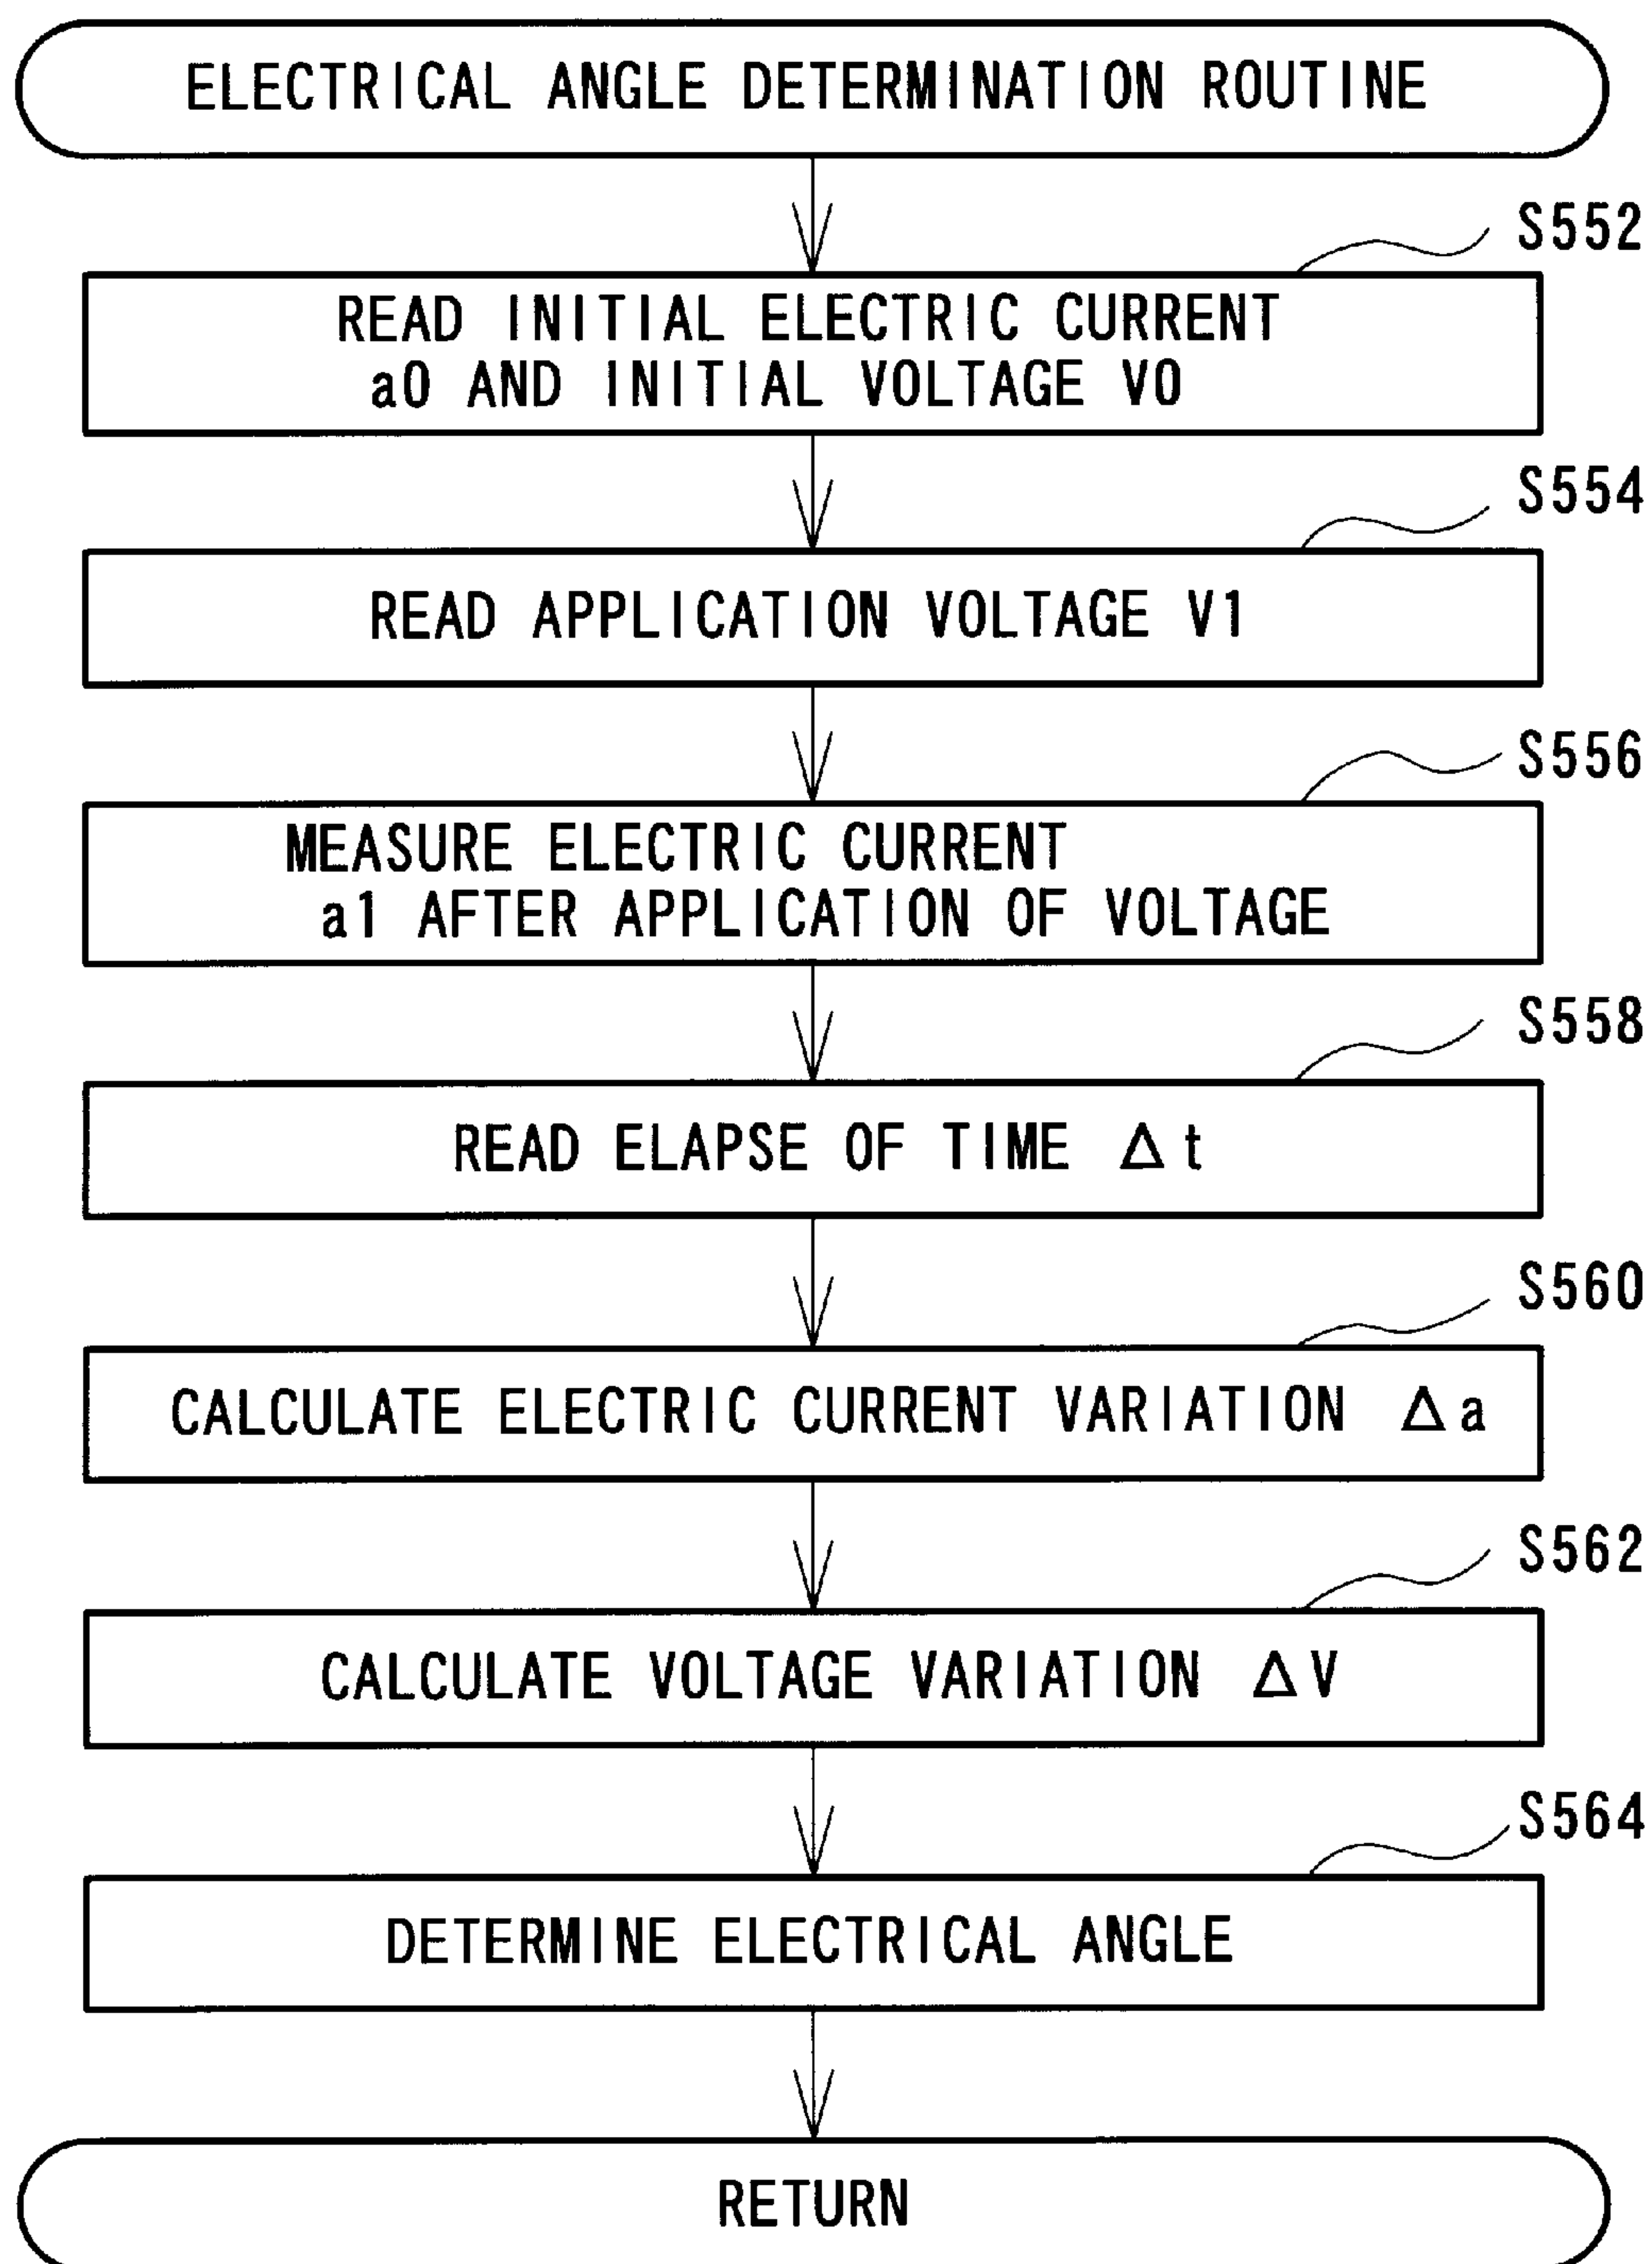 ELECTRICAL ANGLE DETERMINATION ROUTINE
S552
READ INITIAL ELECTRIC CURRENT
a0 AND INITIAL VOLTAGE V0
S554
READ APPLICATION VOLTAGE V1
S556
MEASURE ELECTRIC CURRENT
a1 AFTER APPLICATION OF VOLTAGE
S558
READ ELAPSE OF TIME Δt
S560
CALCULATE ELECTRIC CURRENT VARIATION Δa
S562
CALCULATE VOLTAGE VARIATION ΔV
S564
DETERMINE ELECTRICAL ANGLE
RETURN